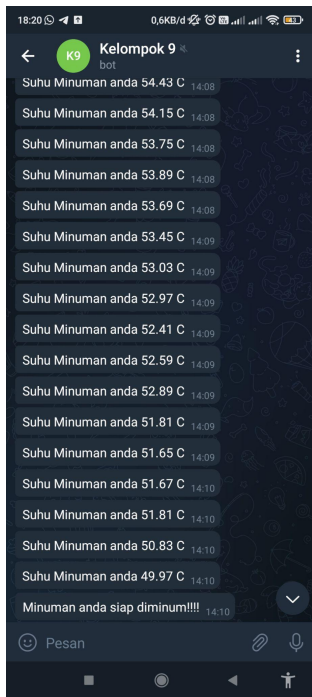 18:20 0,6KB/d
K9 Kelompok 9
bot
Suhu Minuman anda 54.43 C 14:08
Suhu Minuman anda 54.15 C 14:08
Suhu Minuman anda 53.75 C 14:08
Suhu Minuman anda 53.89 C 14:08
Suhu Minuman anda 53.69 C 14:08
Suhu Minuman anda 53.45 C 14:09
Suhu Minuman anda 53.03 C 14:09
Suhu Minuman anda 52.97 C 14:09
Suhu Minuman anda 52.41 C 14:09
Suhu Minuman anda 52.59 C 14:09
Suhu Minuman anda 52.89 C 14:09
Suhu Minuman anda 51.81 C 14:09
Suhu Minuman anda 51.65 C 14:09
Suhu Minuman anda 51.67 C 14:10
Suhu Minuman anda 51.81 C 14:10
Suhu Minuman anda 50.83 C 14:10
Suhu Minuman anda 49.97 C 14:10
Minuman anda siap diminum!!!! 14:10
Pesan